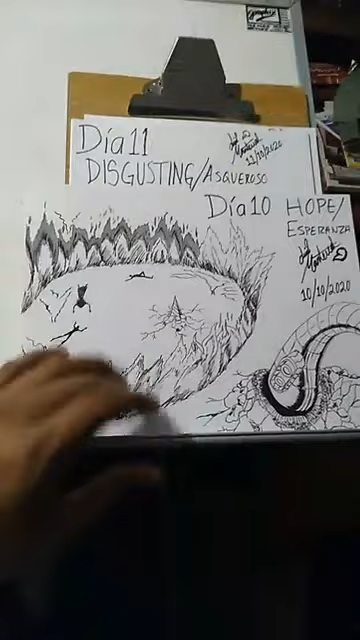 Día 11
DISGUSTING/ASQUEROSO
11/10/2020
Día 10 HOPE/
ESPERANZA
10/10/2020